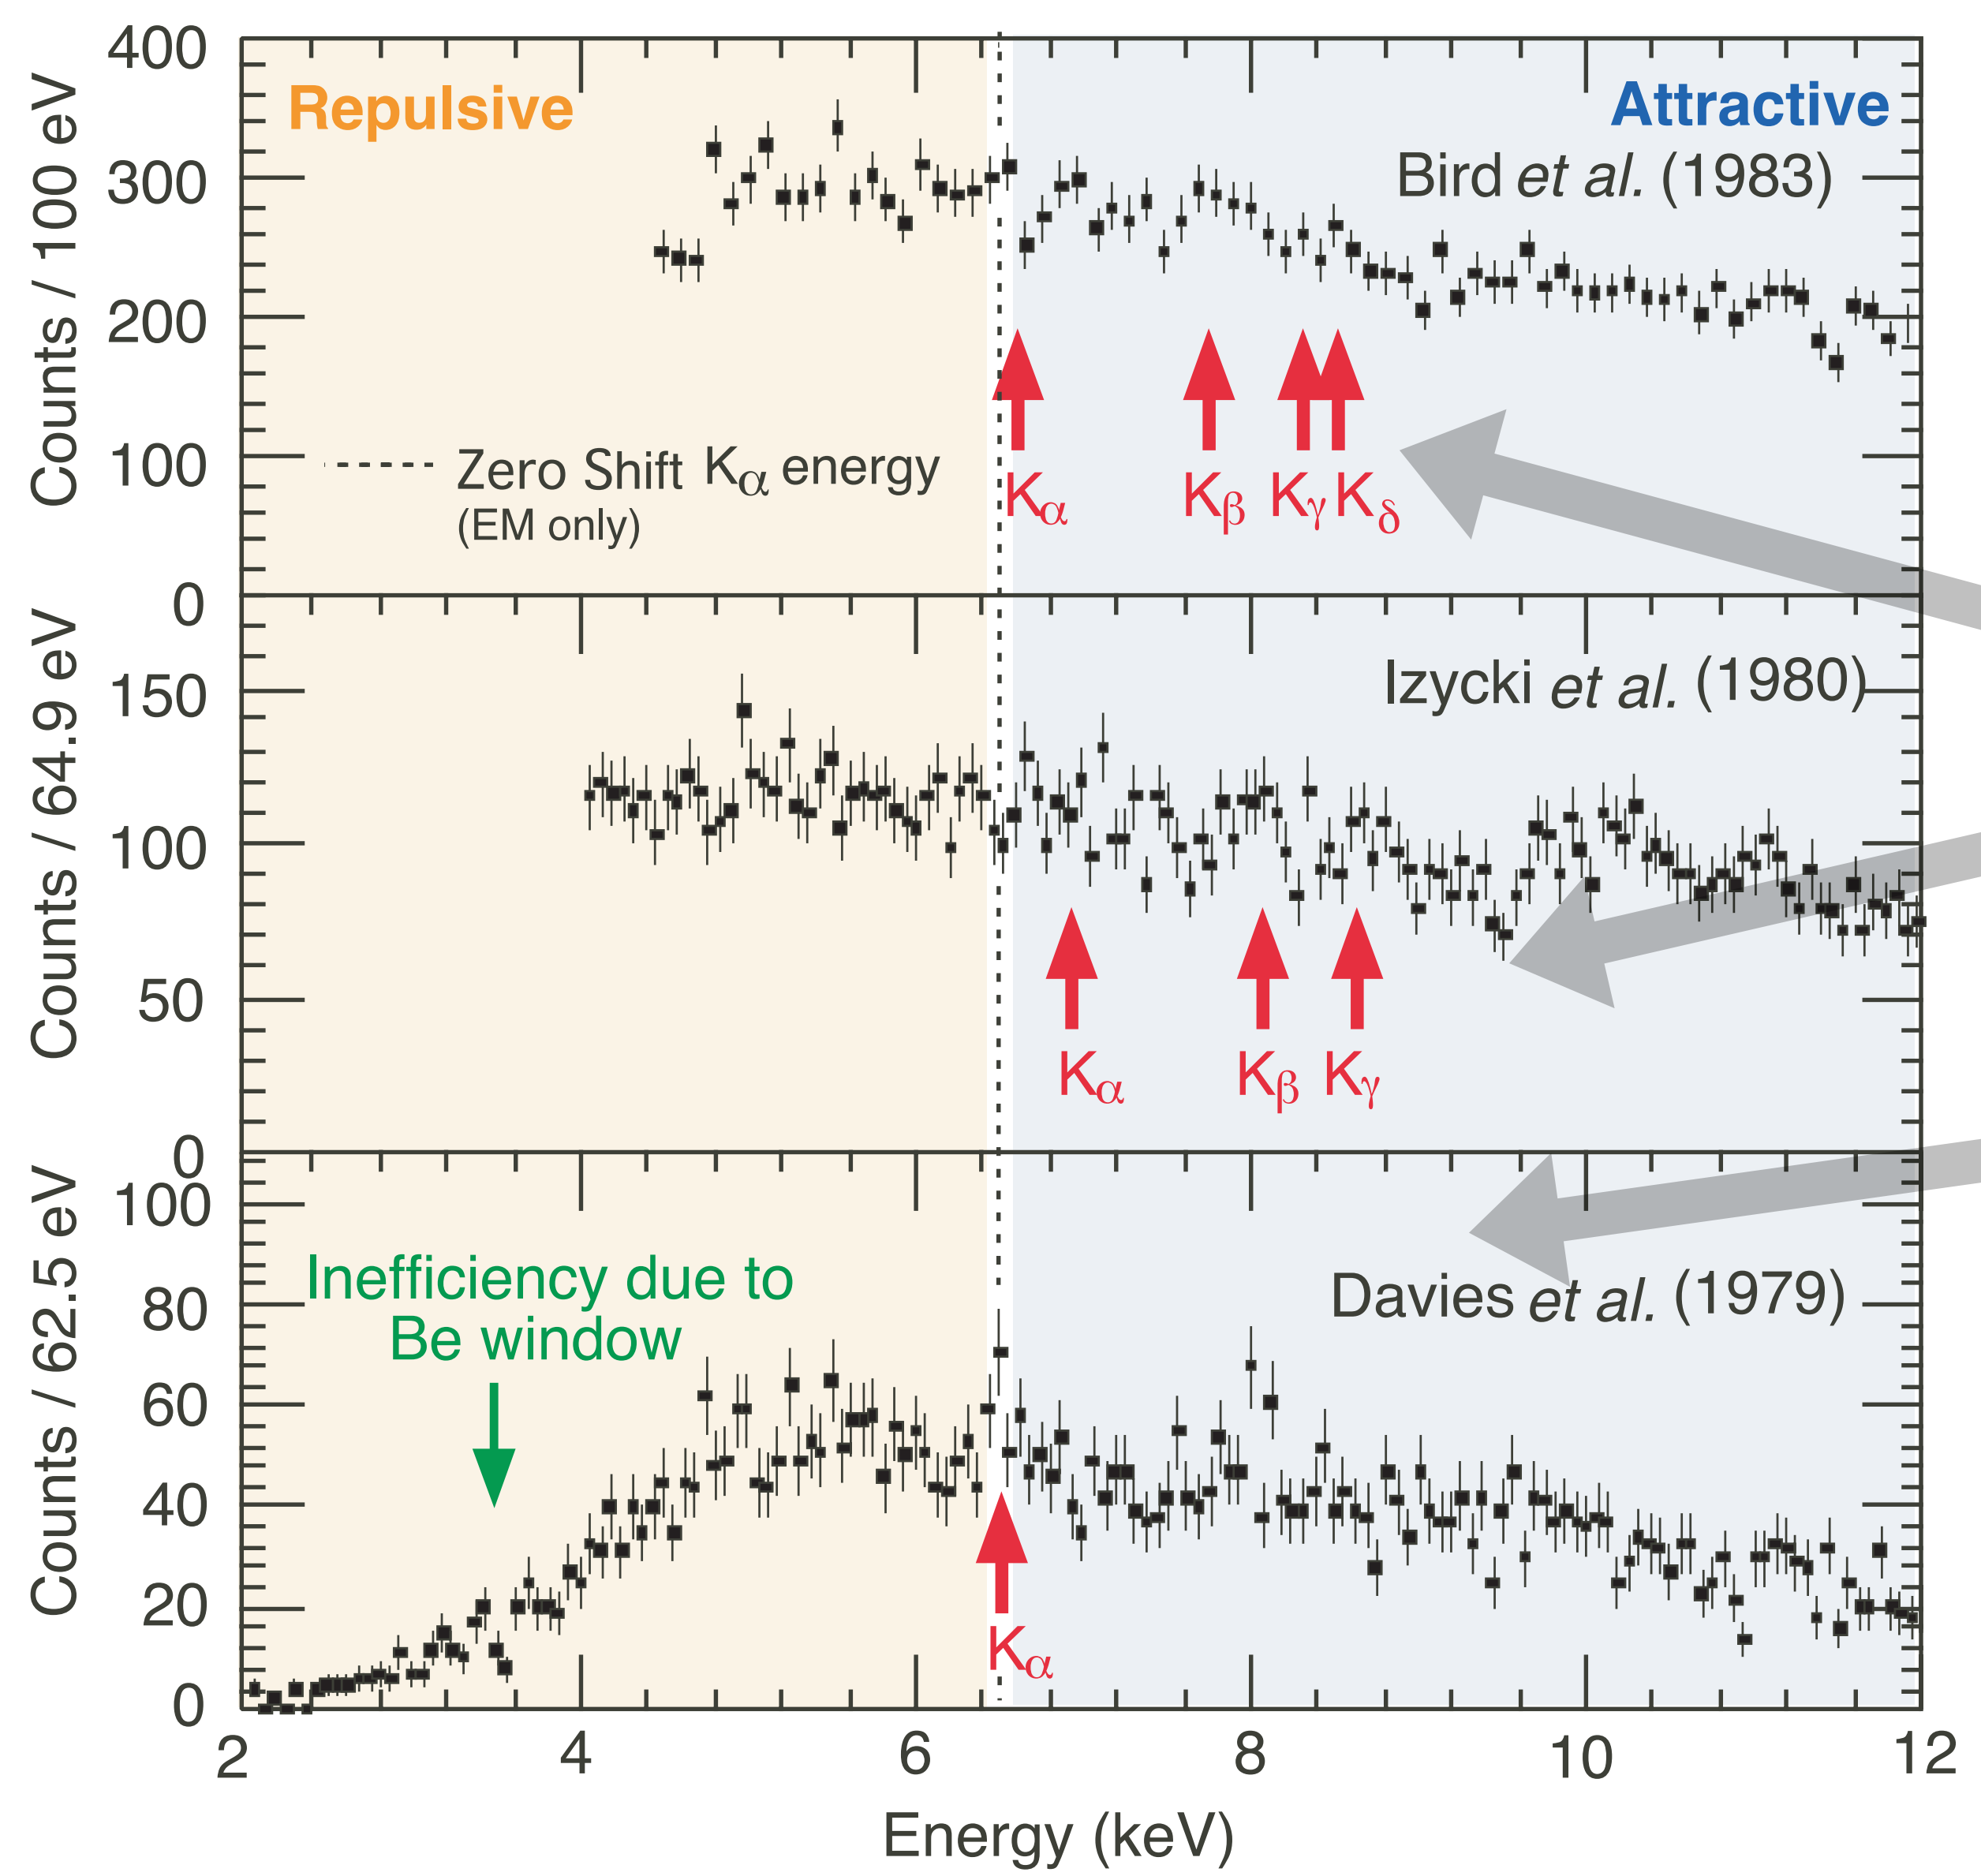 400
300
200
100
0
Counts / 100 eV
Repulsive
Attractive
Bird et al. (1983)
Zero Shift Kα energy
(EM only)
Kα Kβ Kγ Kδ
150
100
50
0
Counts / 64.9 eV
Izycki et al. (1980)
Kα Kβ Kγ
100
80
60
40
20
0
Counts / 62.5 eV
Inefficiency due to
Be window
Davies et al. (1979)
Kα
2 4 6 8 10 12
Energy (keV)